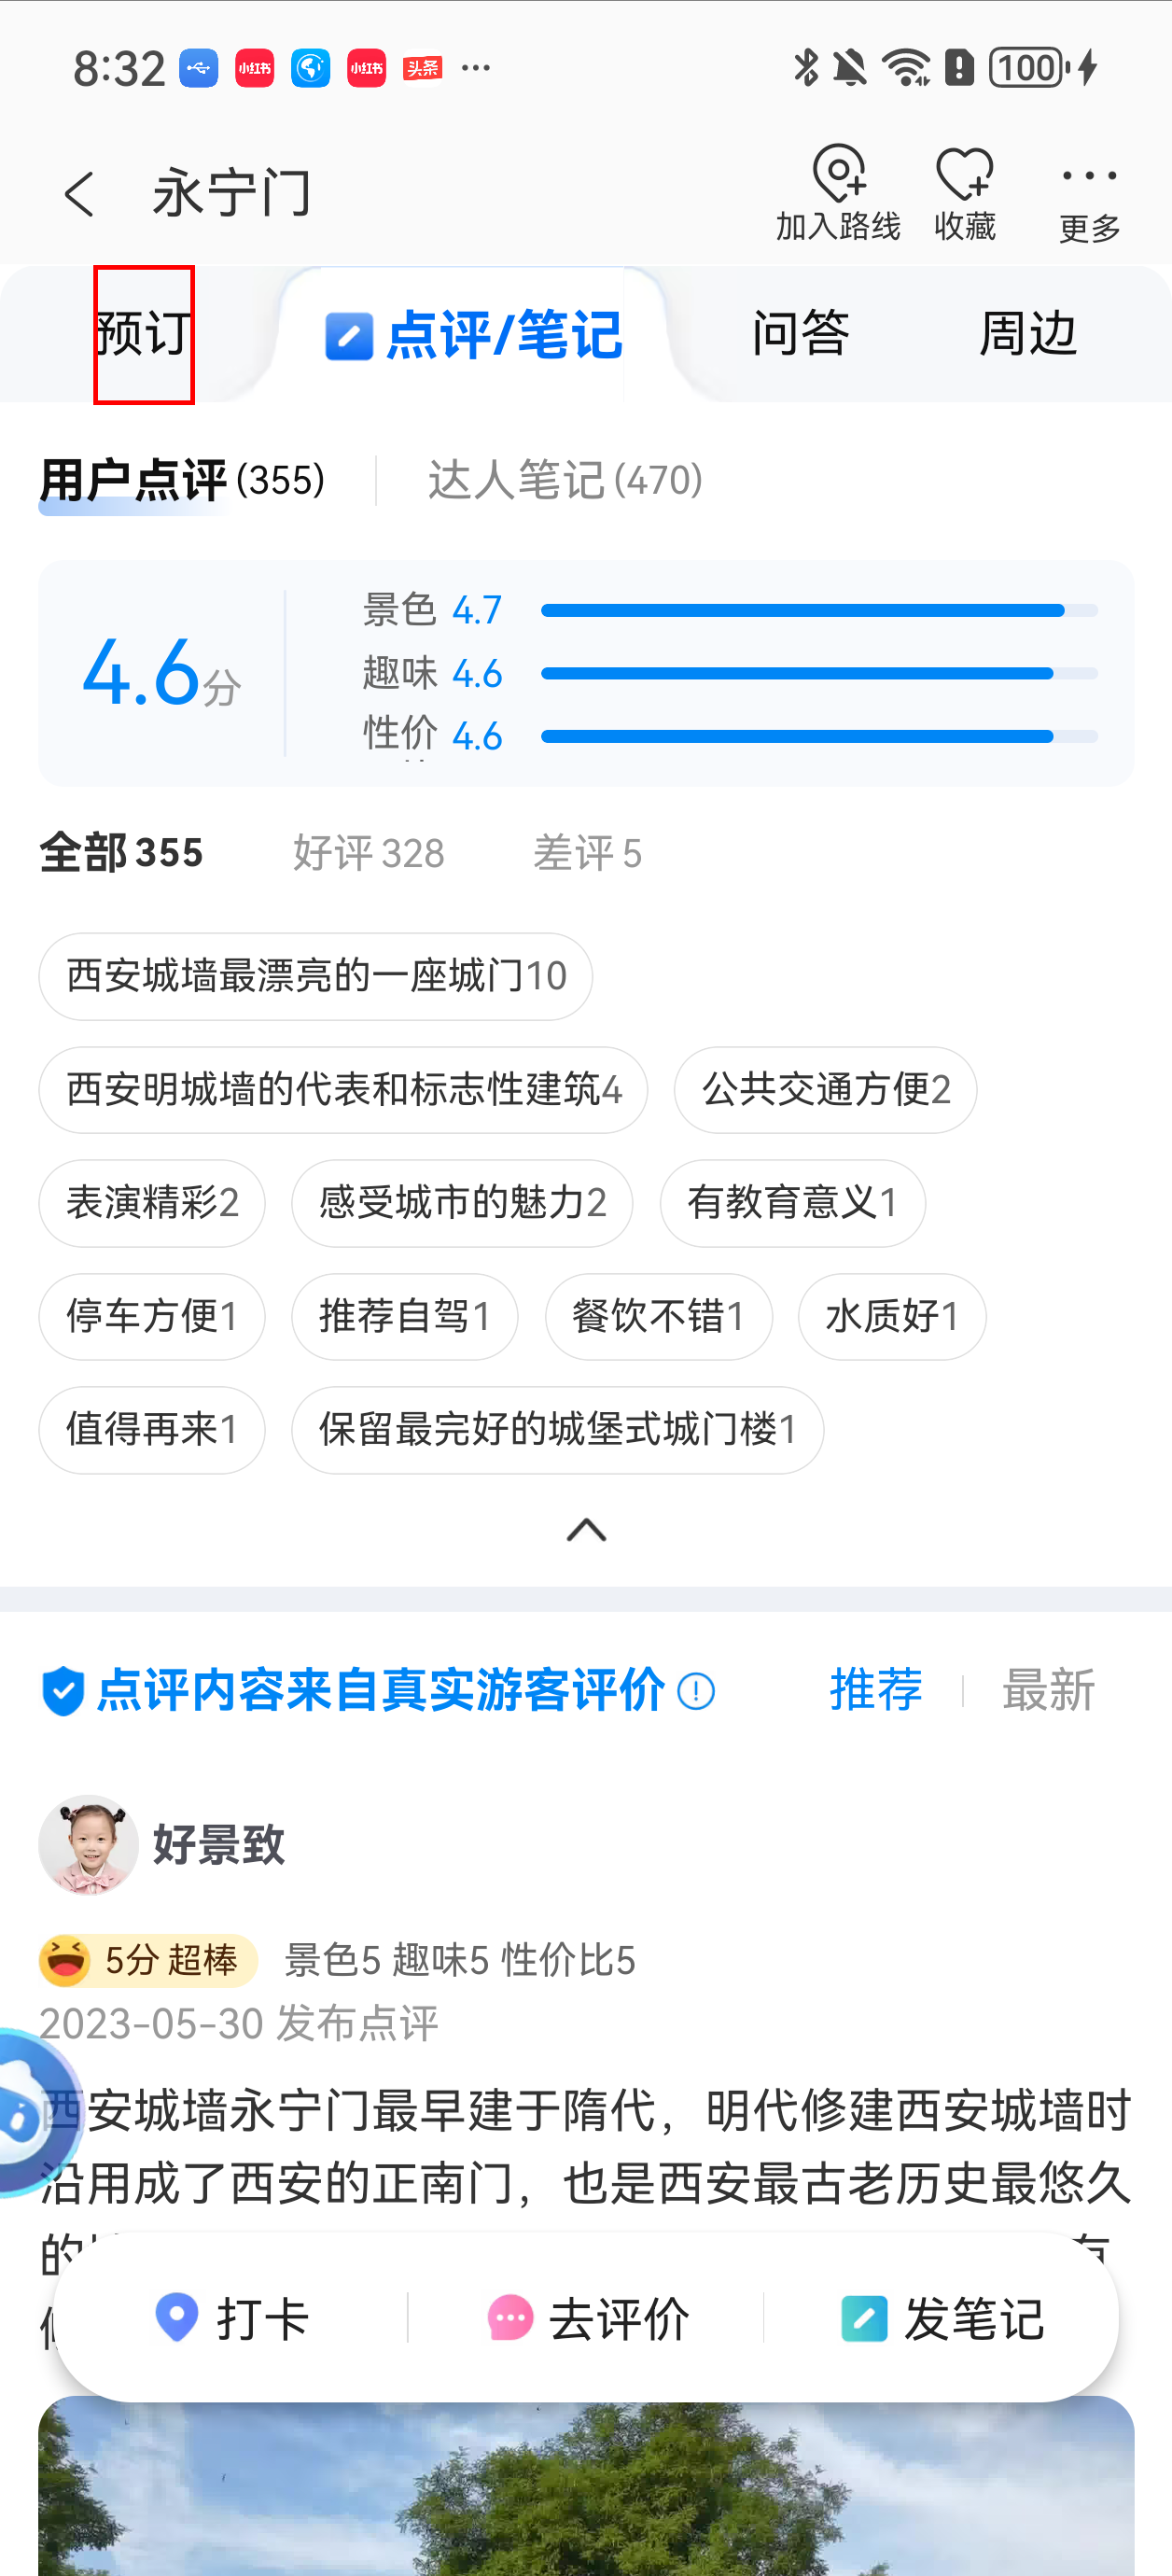 8:32 小红书 小红书 头条 ... 100
永宁门
加入路线 收藏 更多
预订 点评/笔记 问答 周边
用户点评(355) 达人笔记(470)
4.6分
景色 4.7
趣味 4.6
性价 4.6
全部355 好评328 差评5
西安城墙最漂亮的一座城门10
西安明城墙的代表和标志性建筑4 公共交通方便2
表演精彩2 感受城市的魅力2 有教育意义1
停车方便1 推荐自驾1 餐饮不错1 水质好1
值得再来1 保留最完好的城堡式城门楼1
点评内容来自真实游客评价 推荐 最新
好景致
5分 超棒 景色5 趣味5 性价比5
2023-05-30 发布点评
西安城墙永宁门最早建于隋代，明代修建西安城墙时
沿用成了西安的正南门，也是西安最古老历史最悠久
的
打卡 去评价 发笔记